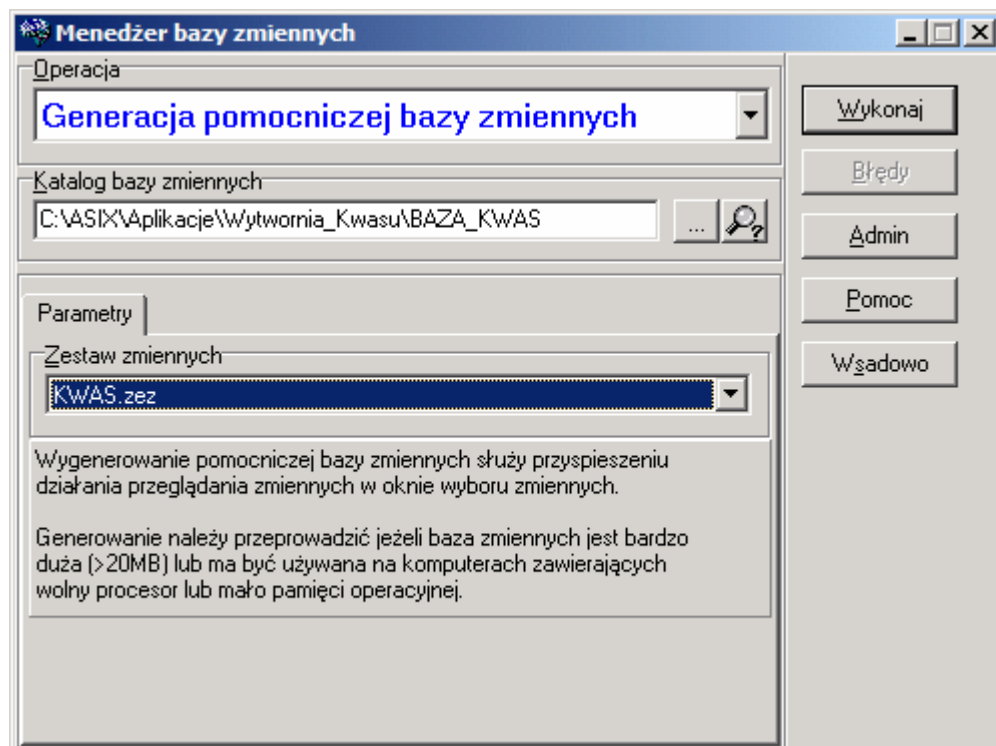 Menedżer bazy zmiennych
Operacja
Generacja pomocniczej bazy zmiennych
Katalog bazy zmiennych
C:\ASIX\Aplikacje\Wytwornia_Kwasu\BAZA_KWAS
...
Parametry
Zestaw zmiennych
KWAS.zez
Wygenerowanie pomocniczej bazy zmiennych służy przyspieszeniu
działania przeglądania zmiennych w oknie wyboru zmiennych.
Generowanie należy przeprowadzić jeżeli baza zmiennych jest bardzo
duża (>20MB) lub ma być używana na komputerach zawierających
wolny procesor lub mało pamięci operacyjnej.
Wykonaj
Błędy
Admin
Pomoc
Wsadowo